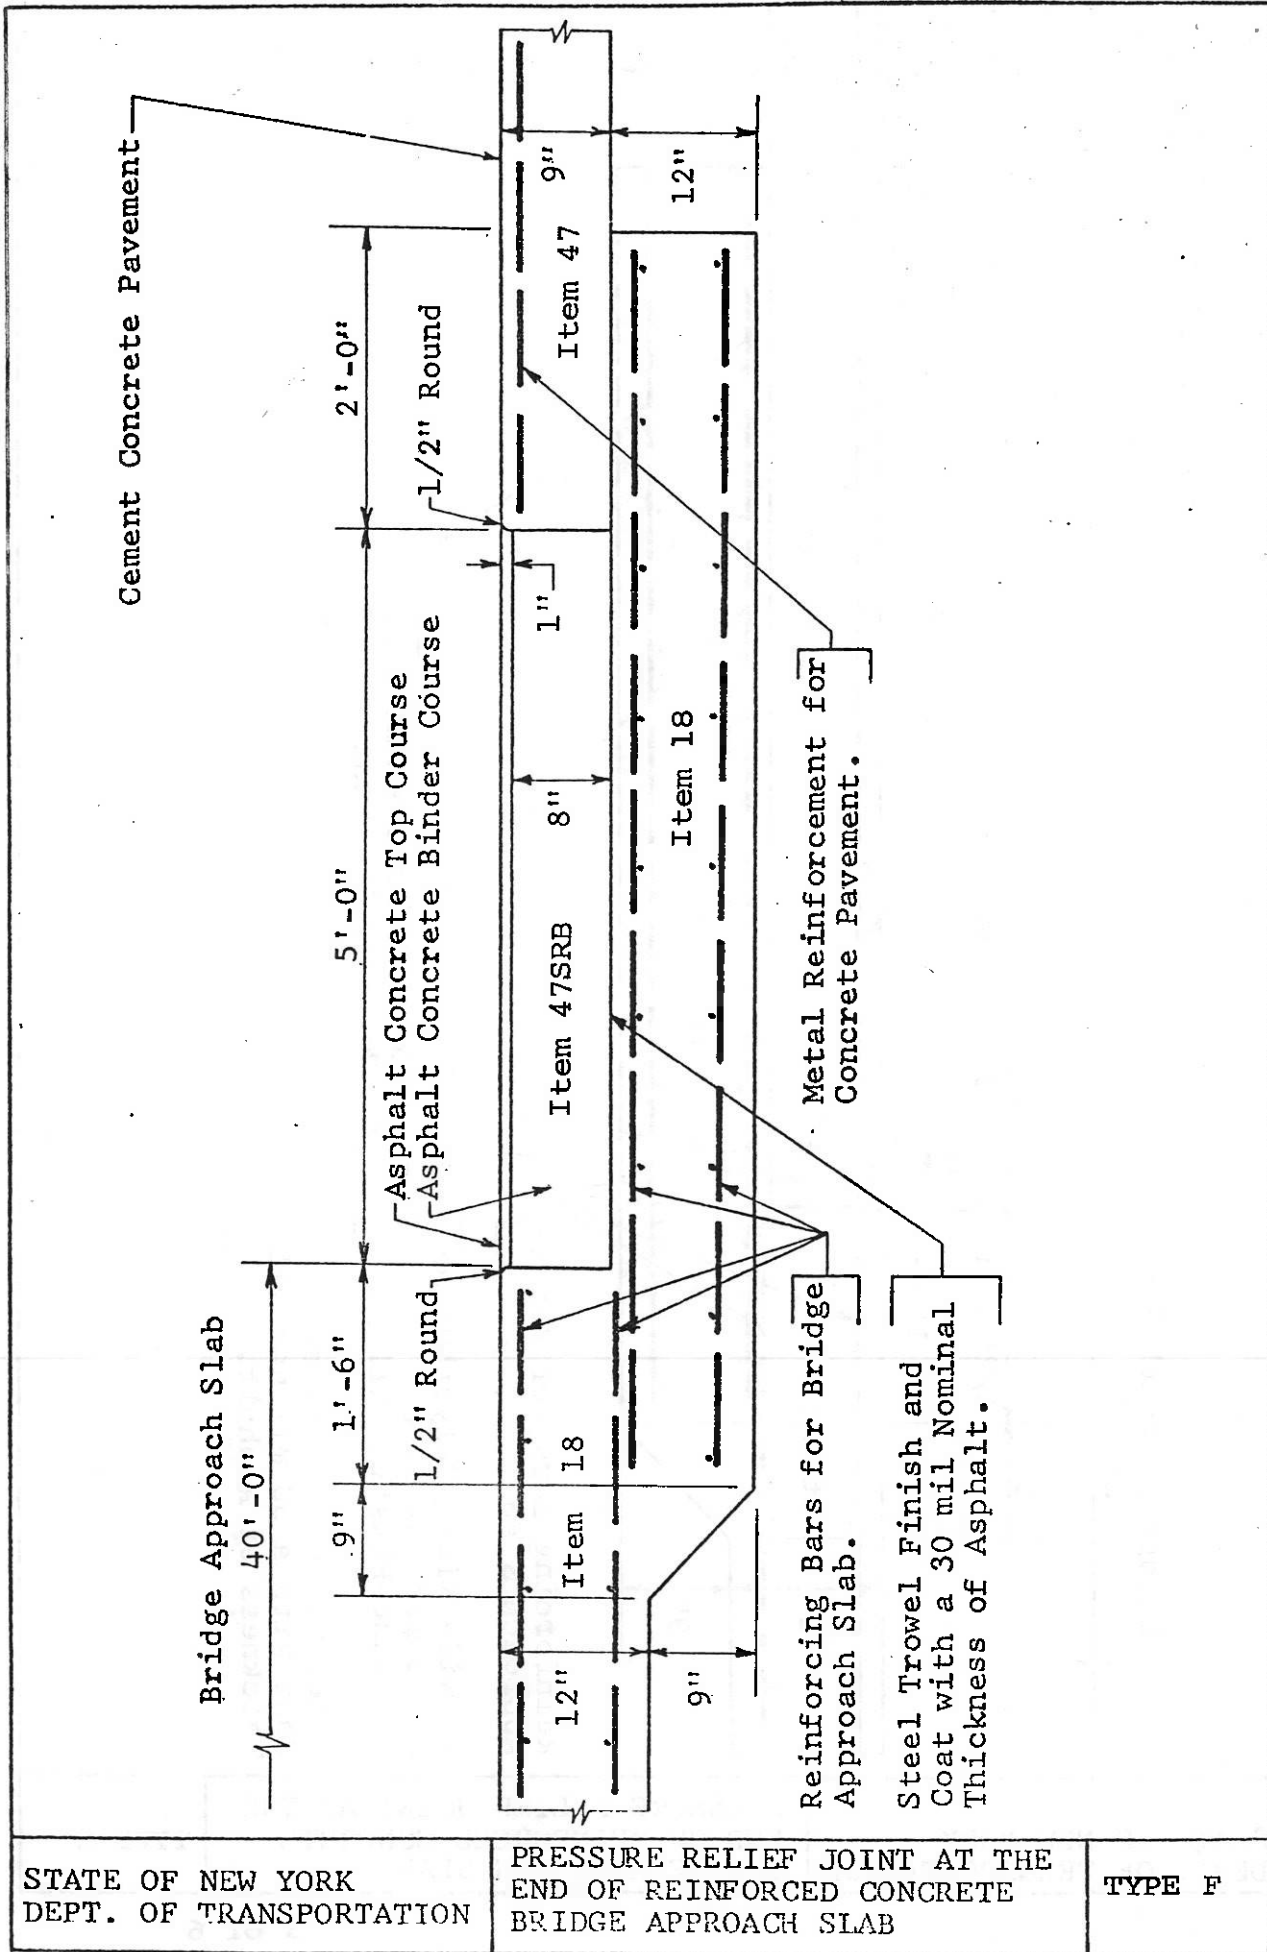 Cement Concrete Pavement
Bridge Approach Slab
40'-0"
9"
1'-6"
5'-0"
2'-0"
1/2" Round
Asphalt Concrete Top Course
Asphalt Concrete Binder Course
1/2" Round
12"
Item 18
Item 47SRB
8"
1"
Item 47
9"
9"
Item 18
12"
Reinforcing Bars for Bridge
Approach Slab.
Metal Reinforcement for
Concrete Pavement.
Steel Trowel Finish and
Coat with a 30 mil Nominal
Thickness of Asphalt.
STATE OF NEW YORK
DEPT. OF TRANSPORTATION
PRESSURE RELIEF JOINT AT THE
END OF REINFORCED CONCRETE
BRIDGE APPROACH SLAB
TYPE F